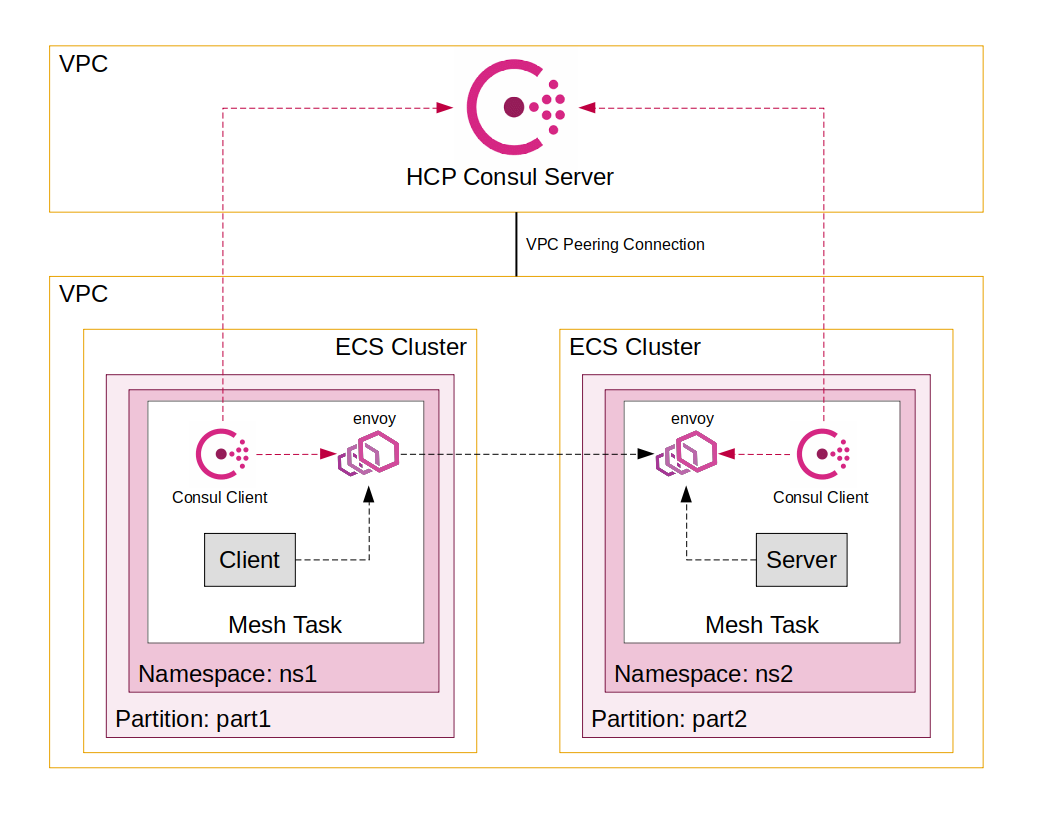 VPC
HCP Consul Server
VPC Peering Connection
VPC
ECS Cluster
envoy
Consul Client
Client
Mesh Task
Namespace: ns1
Partition: part1
ECS Cluster
envoy
Consul Client
Server
Mesh Task
Namespace: ns2
Partition: part2